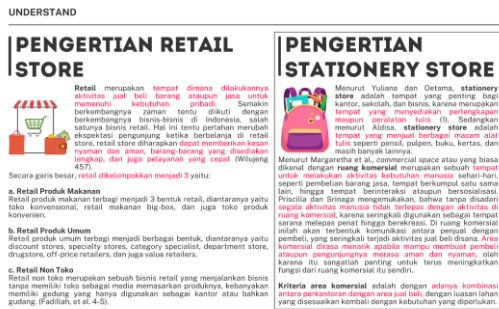 UNDERSTAND
PENGERTIAN RETAIL
STORE
Retail merupakan tempat dimana dilakukannya
aktivitas jual beli barang ataupun jasa untuk
memenuhi kebutuhan pribadi. Semakin
berkembangnya zaman tentu diikuti dengan
berkembangnya bisnis-bisnis di Indonesia, salah
satunya bisnis retail. Hal ini tentu perlahan merubah
ekspektasi pengunjung ketika berbelanja di retail
store, retail store diharapkan dapat memberikan kesan
nyaman dan aman, barang-barang yang disediakan
lengkap, dan juga pelayanan yang cepat (Wilujeng
457).
Secara garis besar, retail dikelompokkan menjadi 3 yaitu:
a. Retail Produk Makanan
Retail produk makanan terbagi menjadi 3 bentuk retail, diantaranya yaitu
toko konvensional, retail makanan big-box, dan juga toko produk
konvenien.
b. Retail Produk Umum
Retail produk umum terbagi menjadi berbagai bentuk, diantaranya yaitu
discount stores, specialty stores, category specialist, department store,
drugstore, off-price retailers, dan juga value retailers.
c. Retail Non Toko
Retail non toko merupakan sebuah bisnis retail yang menjalankan bisnis
tanpa memiliki toko sebagai media memasarkan produknya, kebanyakan
memiliki gedung yang hanya digunakan sebagai kantor atau bahkan
gudang. (Fadillah, et al. 4-5).
PENGERTIAN
STATIONERY STORE
Menurut Yuliana dan Oetama, stationery
store adalah tempat yang penting bagi
kantor, sekolah, dan bisnis, karena merupakan
tempat yang menyediakan perlengkapan
maupun peralatan tulis (1). Sedangkan
menurut Aldisa, stationery store adalah
tempat yang menjual berbagai macam alat
tulis seperti pensil, pulpen, buku, kertas, dan
masih banyak lainnya.
Menurut Margaretha et al., commercial space atau yang biasa
dikenal dengan ruang komersial merupakan sebuah tempat
untuk melakukan aktivitas kebutuhan manusia sehari-hari,
seperti pembelian barang jasa, tempat berkumpul satu sama
lain, hingga tempat berinteraksi ataupun bersosialisasi.
Priscilla dan Srinaga mengemukakan, bahwa tanpa disadari
segala aktivitas manusia tidak terlepas dengan aktivitas di
ruang komersial, karena seringkali digunakan sebagai tempat
sarana melepas penat hingga berekreasi. Di ruang komersial
inilah akan terbentuk komunikasi antara penjual dengan
pembeli, yang seringkali terjadi aktivitas jual beli disana. Area
komersial dirasa menarik apabila mampu membuat pembeli
ataupun pengunjungnya merasa aman dan nyaman, oleh
karena itu sangatlah penting untuk terus meningkatkan
fungsi dari ruang komersial itu sendiri.
Kriteria area komersial adalah dengan adanya kombinasi
antara perkantoran dengan area jual beli, dengan luasan lahan
yang disesuaikan kembali dengan kebutuhan yang diperlukan.